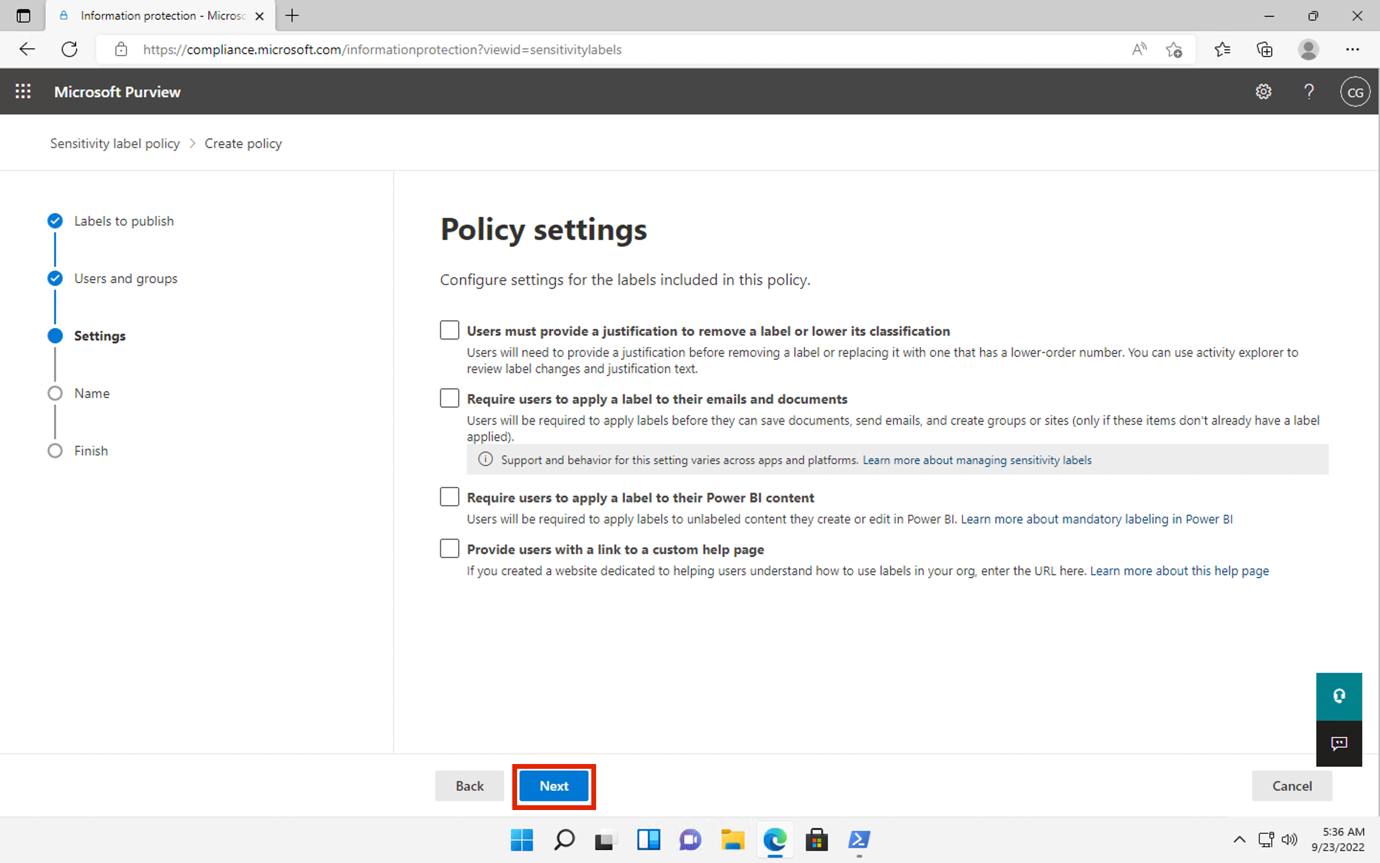 Information protection - Micros
https://compliance.microsoft.com/informationprotection?viewid=sensitivitylabels
Microsoft Purview
CG
Sensitivity label policy > Create policy
Labels to publish
Users and groups
Settings
Name
Finish
Policy settings
Configure settings for the labels included in this policy.
Users must provide a justification to remove a label or lower its classification
Users will need to provide a justification before removing a label or replacing it with one that has a lower-order number. You can use activity explorer to
review label changes and justification text.
Require users to apply a label to their emails and documents
Users will be required to apply labels before they can save documents, send emails, and create groups or sites (only if these items don't already have a label
applied).
Support and behavior for this setting varies across apps and platforms. Learn more about managing sensitivity labels
Require users to apply a label to their Power BI content
Users will be required to apply labels to unlabeled content they create or edit in Power BI. Learn more about mandatory labeling in Power BI
Provide users with a link to a custom help page
If you created a website dedicated to helping users understand how to use labels in your org, enter the URL here. Learn more about this help page
Back
Next
Cancel
5:36 AM
9/23/2022